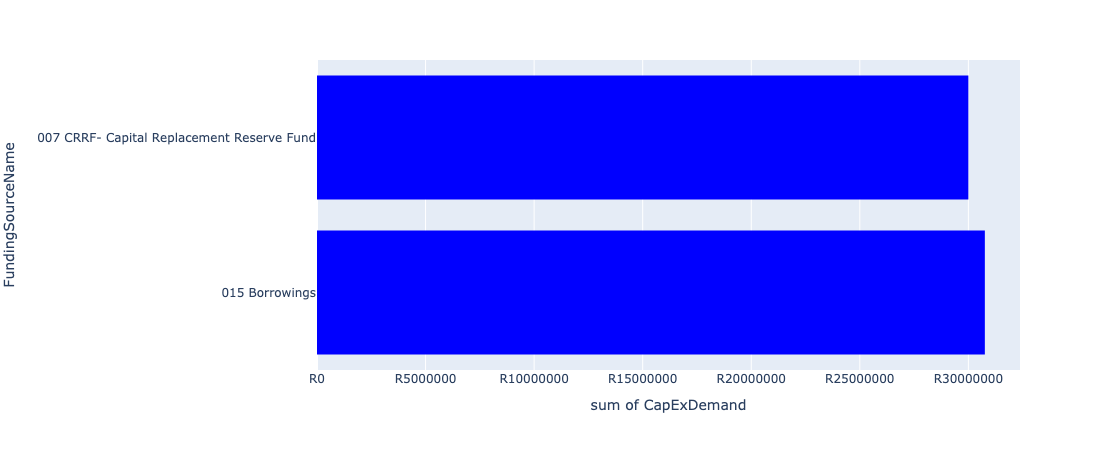 FundingSourceName
007 CRRF- Capital Replacement Reserve Fund
015 Borrowings
R0
R5000000
R10000000
R15000000
R20000000
R25000000
R30000000
sum of CapExDemand